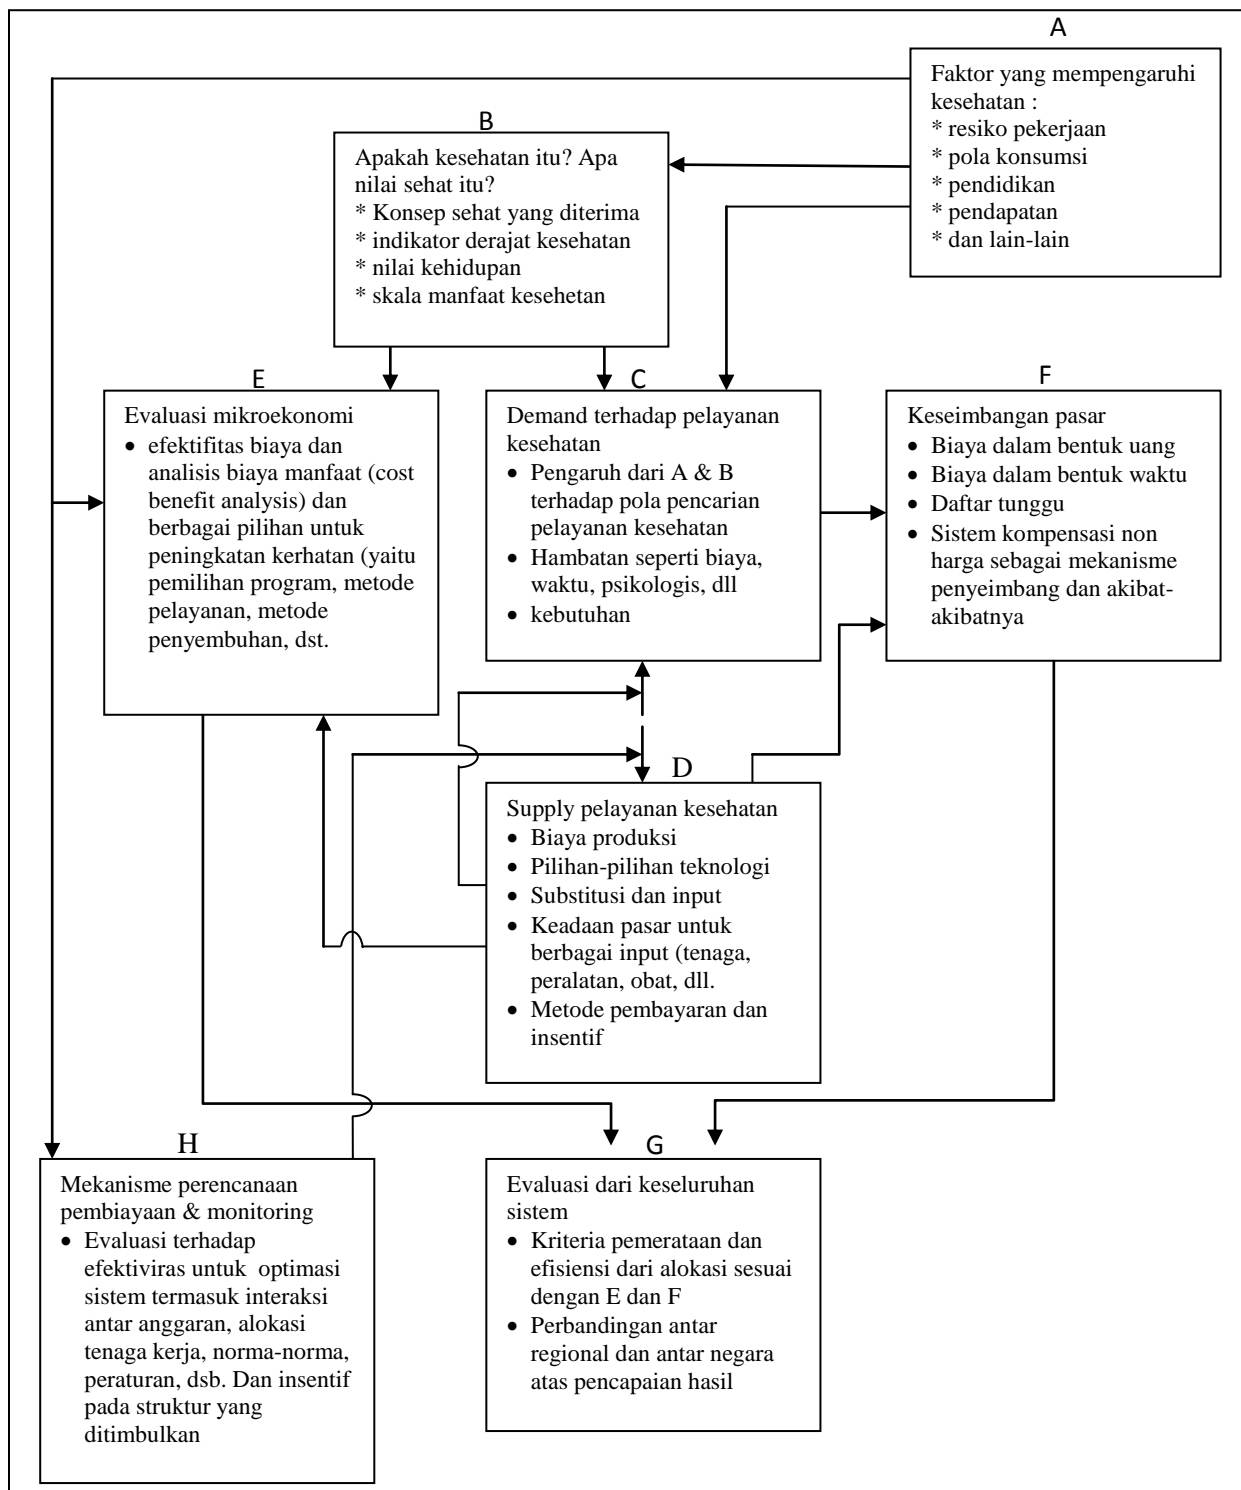 A
Faktor yang mempengaruhi
kesehatan :
* resiko pekerjaan
* pola konsumsi
* pendidikan
* pendapatan
* dan lain-lain
B
Apakah kesehatan itu? Apa
nilai sehat itu?
* Konsep sehat yang diterima
* indikator derajat kesehatan
* nilai kehidupan
* skala manfaat kesehetan
E
Evaluasi mikroekonomi
• efektifitas biaya dan
analisis biaya manfaat (cost
benefit analysis) dan
berbagai pilihan untuk
peningkatan kerhatan (yaitu
pemilihan program, metode
pelayanan, metode
penyembuhan, dst.
C
Demand terhadap pelayanan
kesehatan
• Pengaruh dari A & B
terhadap pola pencarian
pelayanan kesehatan
• Hambatan seperti biaya,
waktu, psikologis, dll
• kebutuhan
F
Keseimbangan pasar
• Biaya dalam bentuk uang
• Biaya dalam bentuk waktu
• Daftar tunggu
• Sistem kompensasi non
harga sebagai mekanisme
penyeimbang dan akibat-
akibatnya
D
Supply pelayanan kesehatan
• Biaya produksi
• Pilihan-pilihan teknologi
• Substitusi dan input
• Keadaan pasar untuk
berbagai input (tenaga,
peralatan, obat, dll.
• Metode pembayaran dan
insentif
H
Mekanisme perencanaan
pembiayaan & monitoring
• Evaluasi terhadap
efektiviras untuk optimasi
sistem termasuk interaksi
antar anggaran, alokasi
tenaga kerja, norma-norma,
peraturan, dsb. Dan insentif
pada struktur yang
ditimbulkan
G
Evaluasi dari keseluruhan
sistem
• Kriteria pemerataan dan
efisiensi dari alokasi sesuai
dengan E dan F
• Perbandingan antar
regional dan antar negara
atas pencapaian hasil